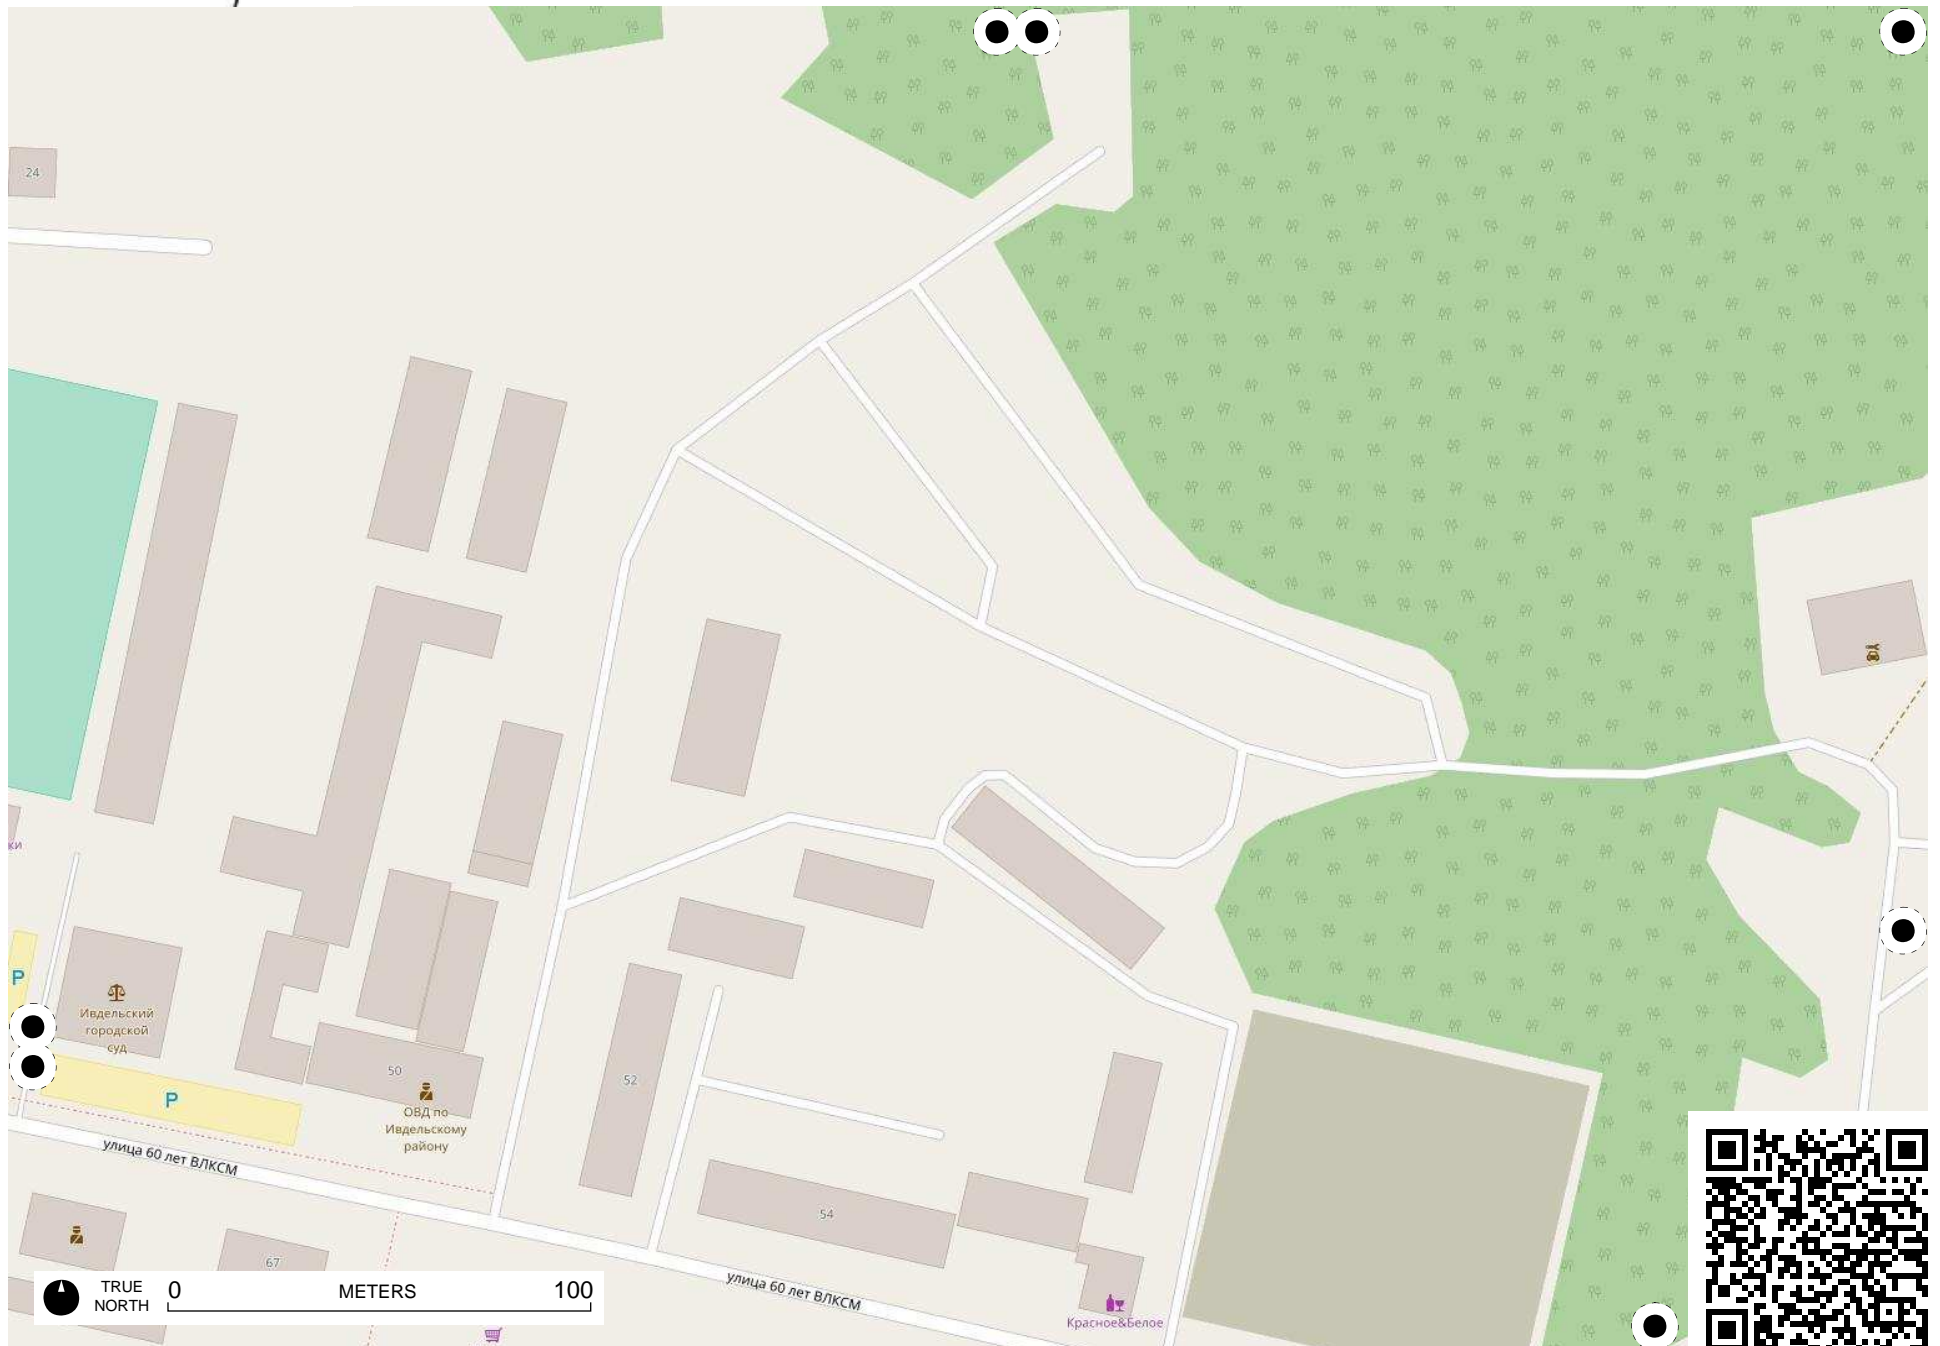 24
ки
P
Ивдельский
городской
суд
P
50
ОВД по
Ивдельскому
району
52
улица 60 лет ВЛКСМ
54
67
улица 60 лет ВЛКСМ
Красное&Белое
TRUE
NORTH
0
METERS
100